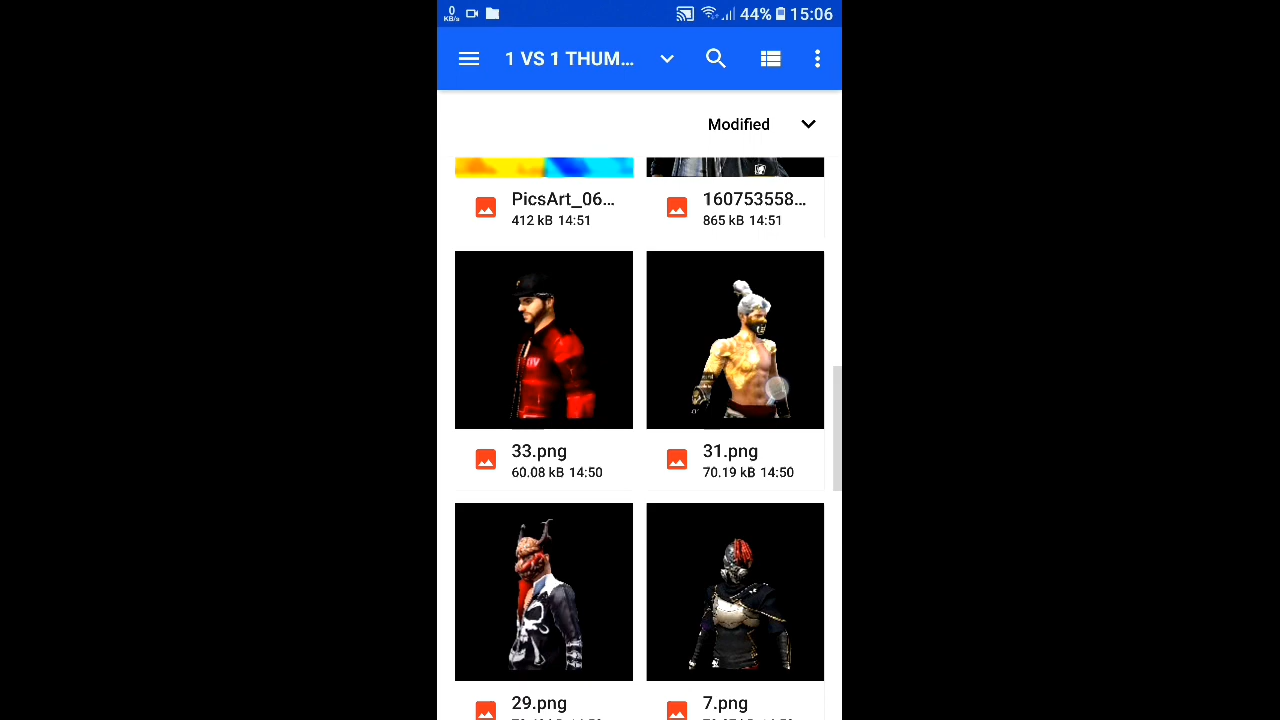 0
KB/s
44% 15:06
1 VS 1 THUM...
Modified
PicsArt_06...
412 kB 14:51
160753558...
865 kB 14:51
33.png
60.08 kB 14:50
31.png
70.19 kB 14:50
29.png
7.png